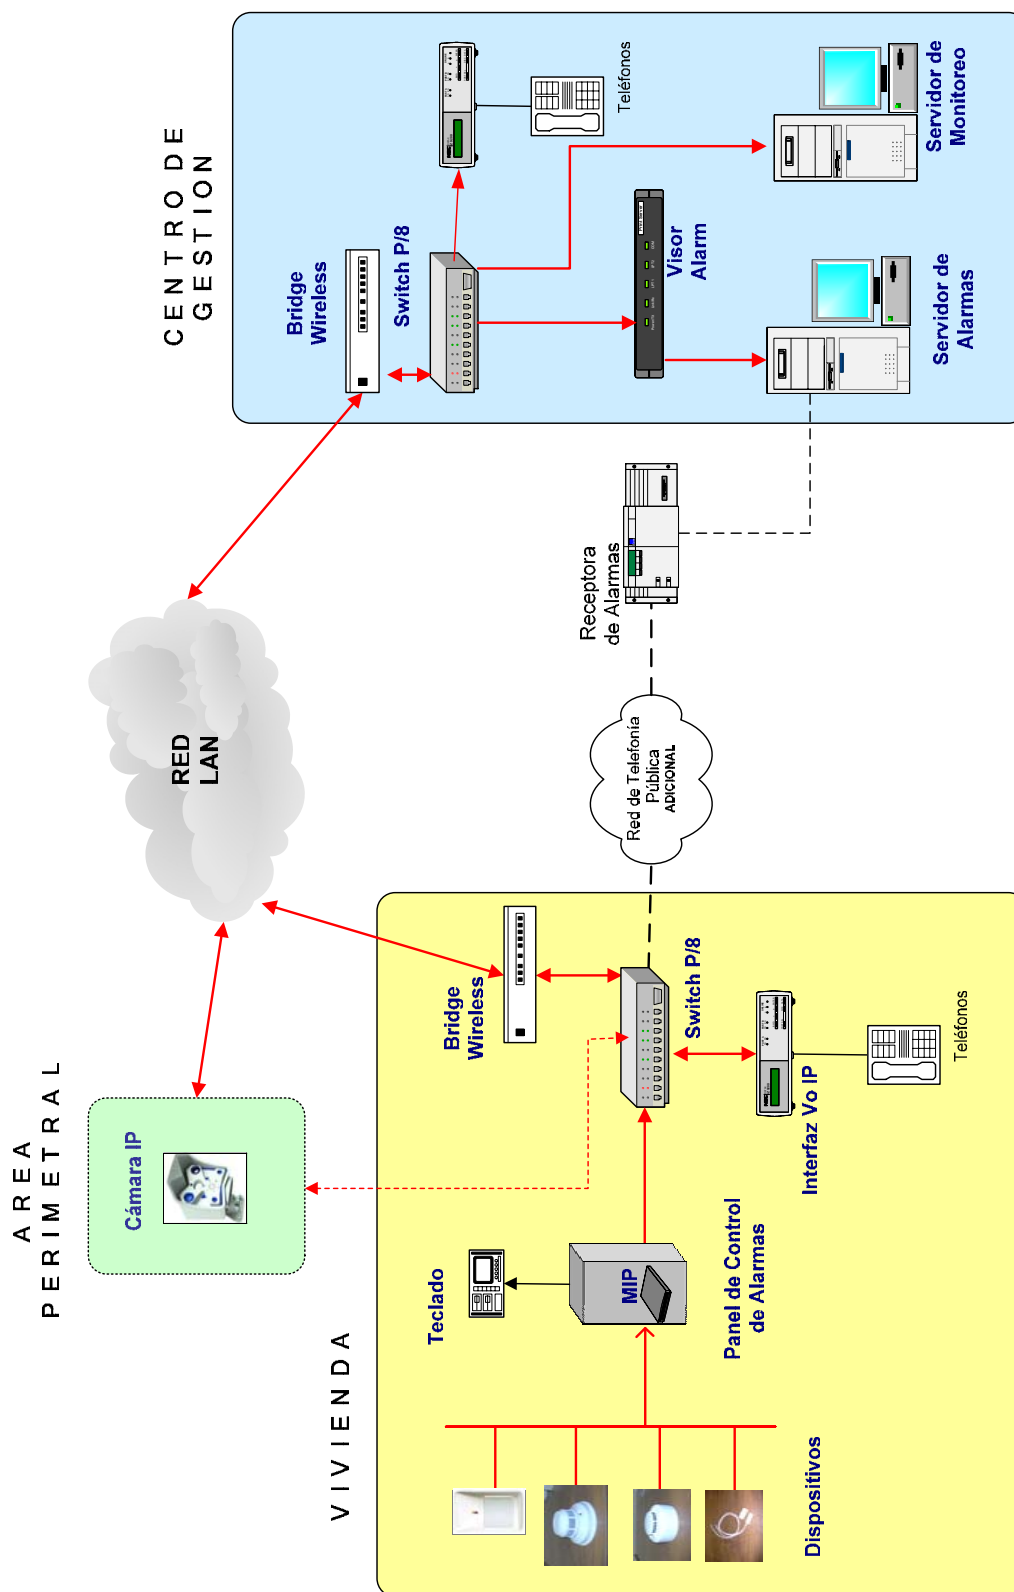 AREA
PERIMETRAL
Cámara IP
RED
LAN
CENTRO DE
GESTION
Bridge
Wireless
Switch P/8
Teléfonos
Visor
Alarm
Servidor de
Monitoreo
Servidor de
Alarmas
Receptora
de Alarmas
Red de Telefonía
Pública
ADICIONAL
VIVIENDA
Bridge
Wireless
Switch P/8
Teclado
MIP
Panel de Control
de Alarmas
Interfaz Vo IP
Teléfonos
Dispositivos